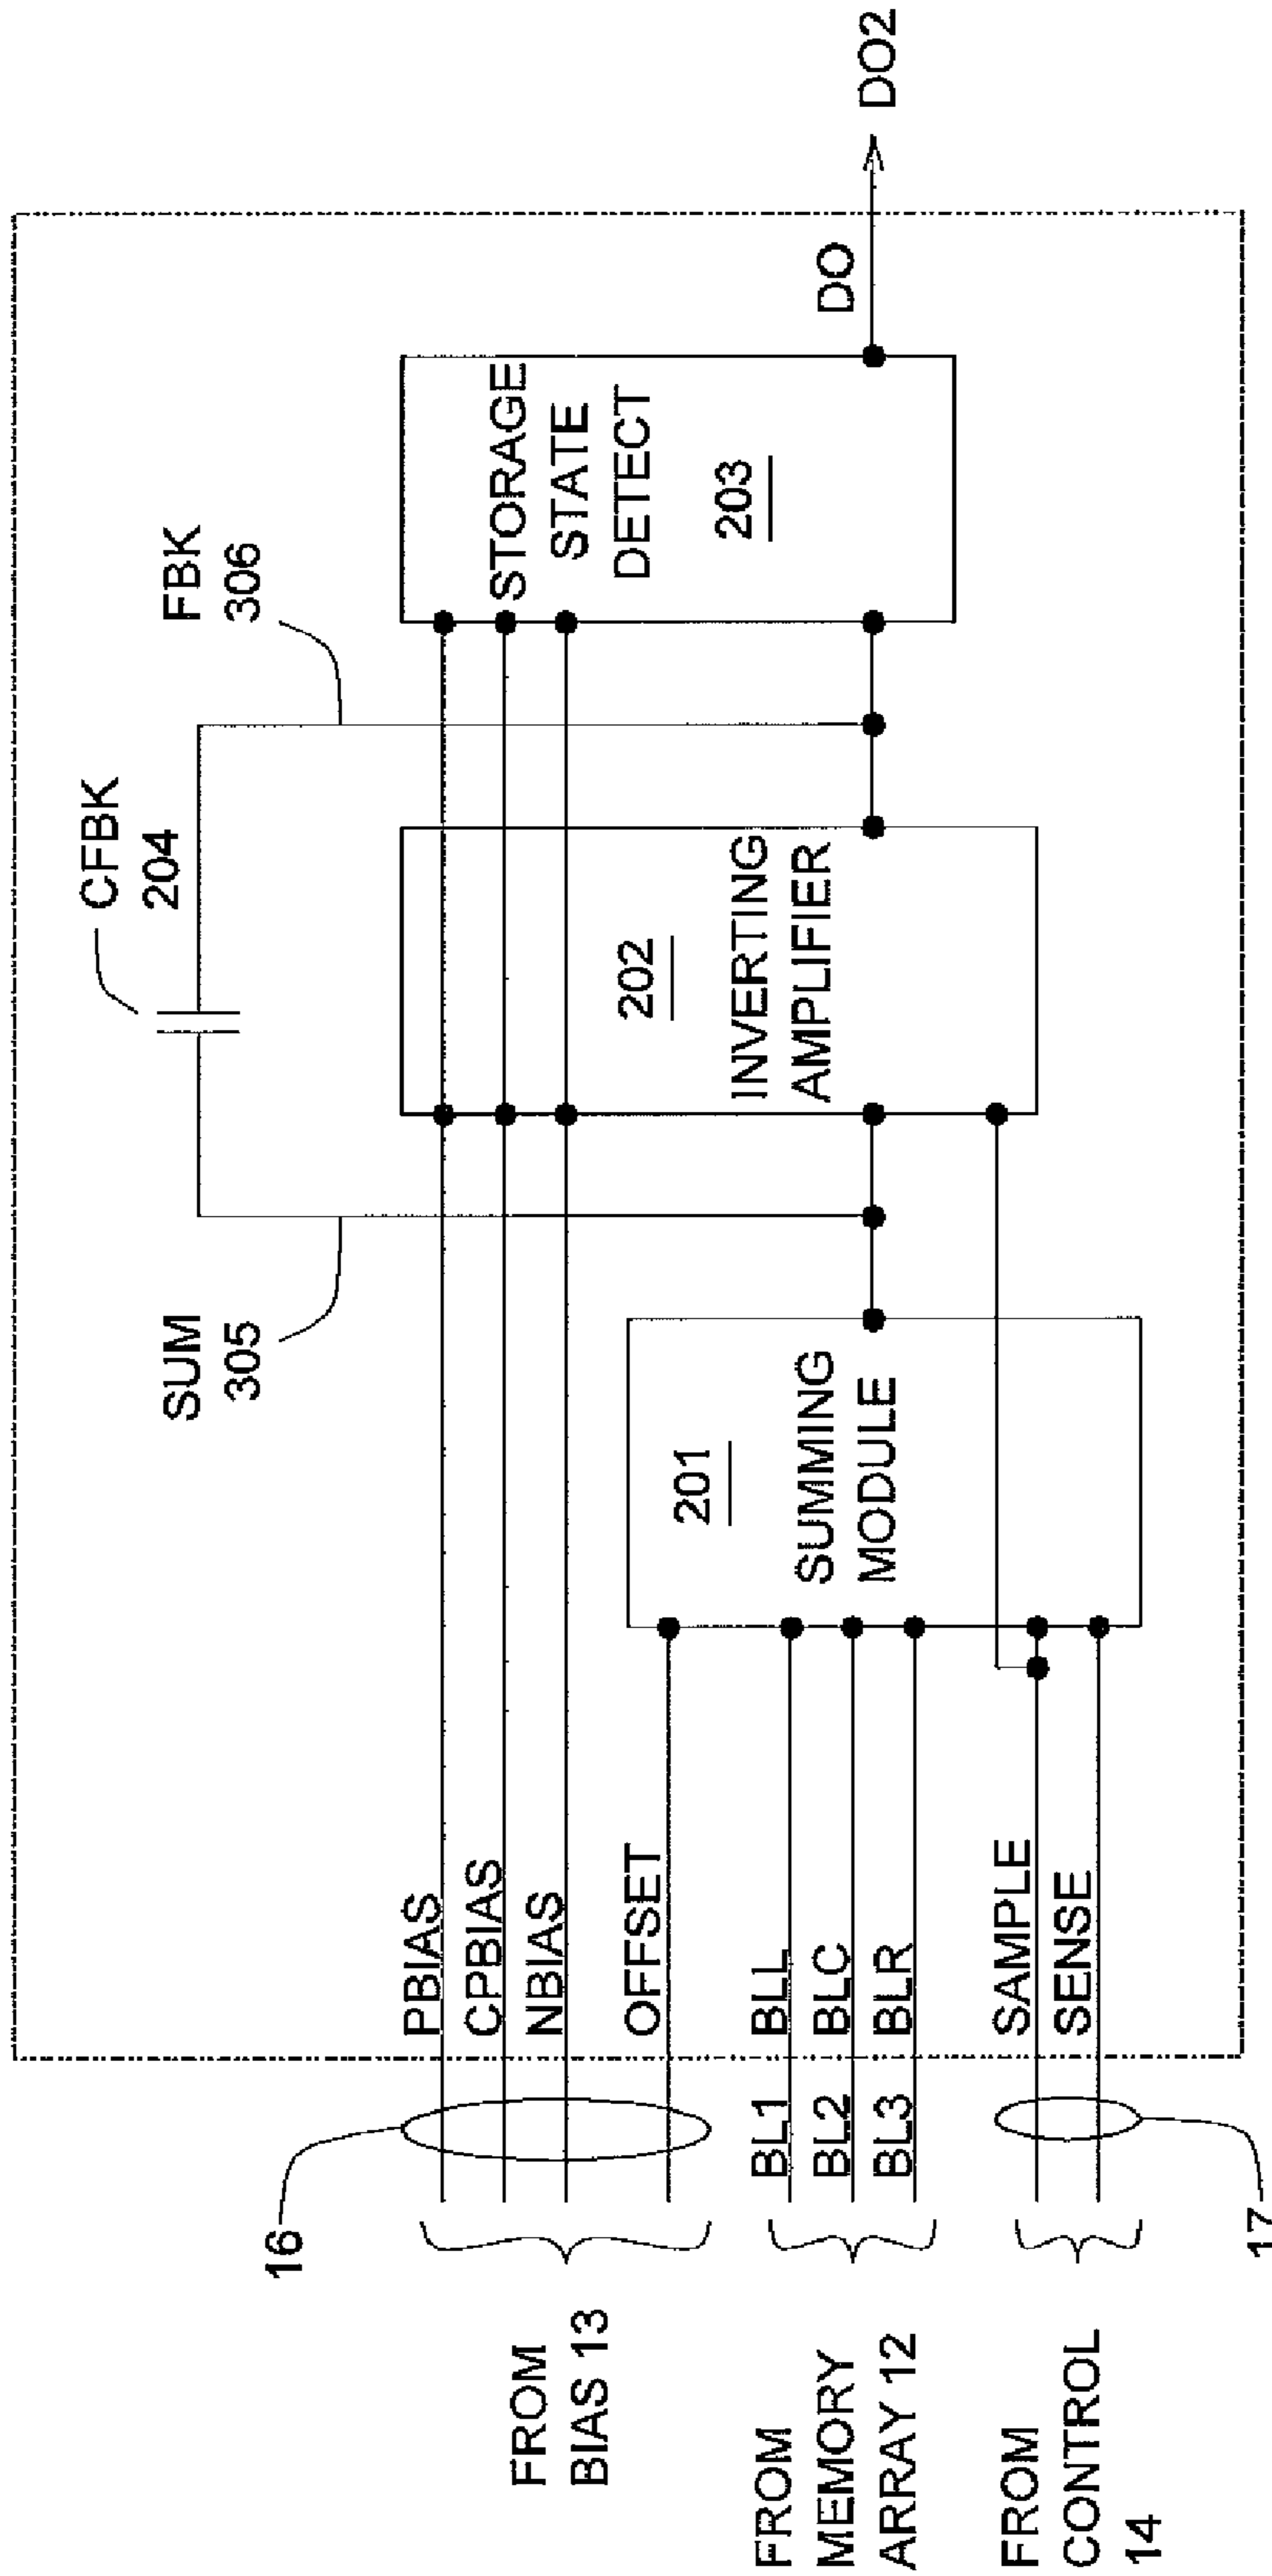 CFBK
204
SUM
305
FBK
306
16
FROM
BIAS 13
PBIAS
CPBIAS
NBIAS
OFFSET
FROM
MEMORY
ARRAY 12
BL1 BLL
BL2 BLC
BL3 BLR
FROM
CONTROL
14
SAMPLE
SENSE
17
201
SUMMING
MODULE
202
INVERTING
AMPLIFIER
STORAGE
STATE
DETECT
203
DO
DO2